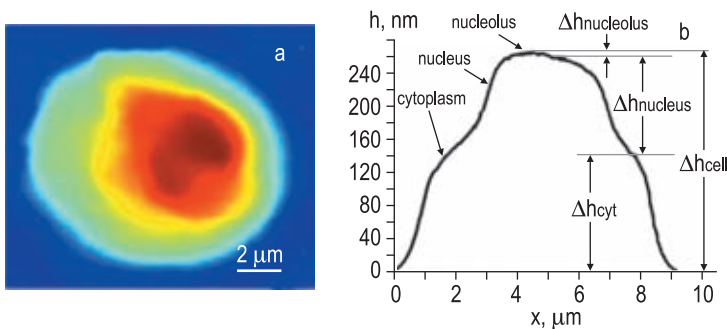 a
2 μm
h, nm
b
nucleolus
Δhnucleolus
nucleus
cytoplasm
Δhnucleus
Δhcell
Δhcyt
260
240
200
160
120
80
40
0
0 2 4 6 8 10
x, μm